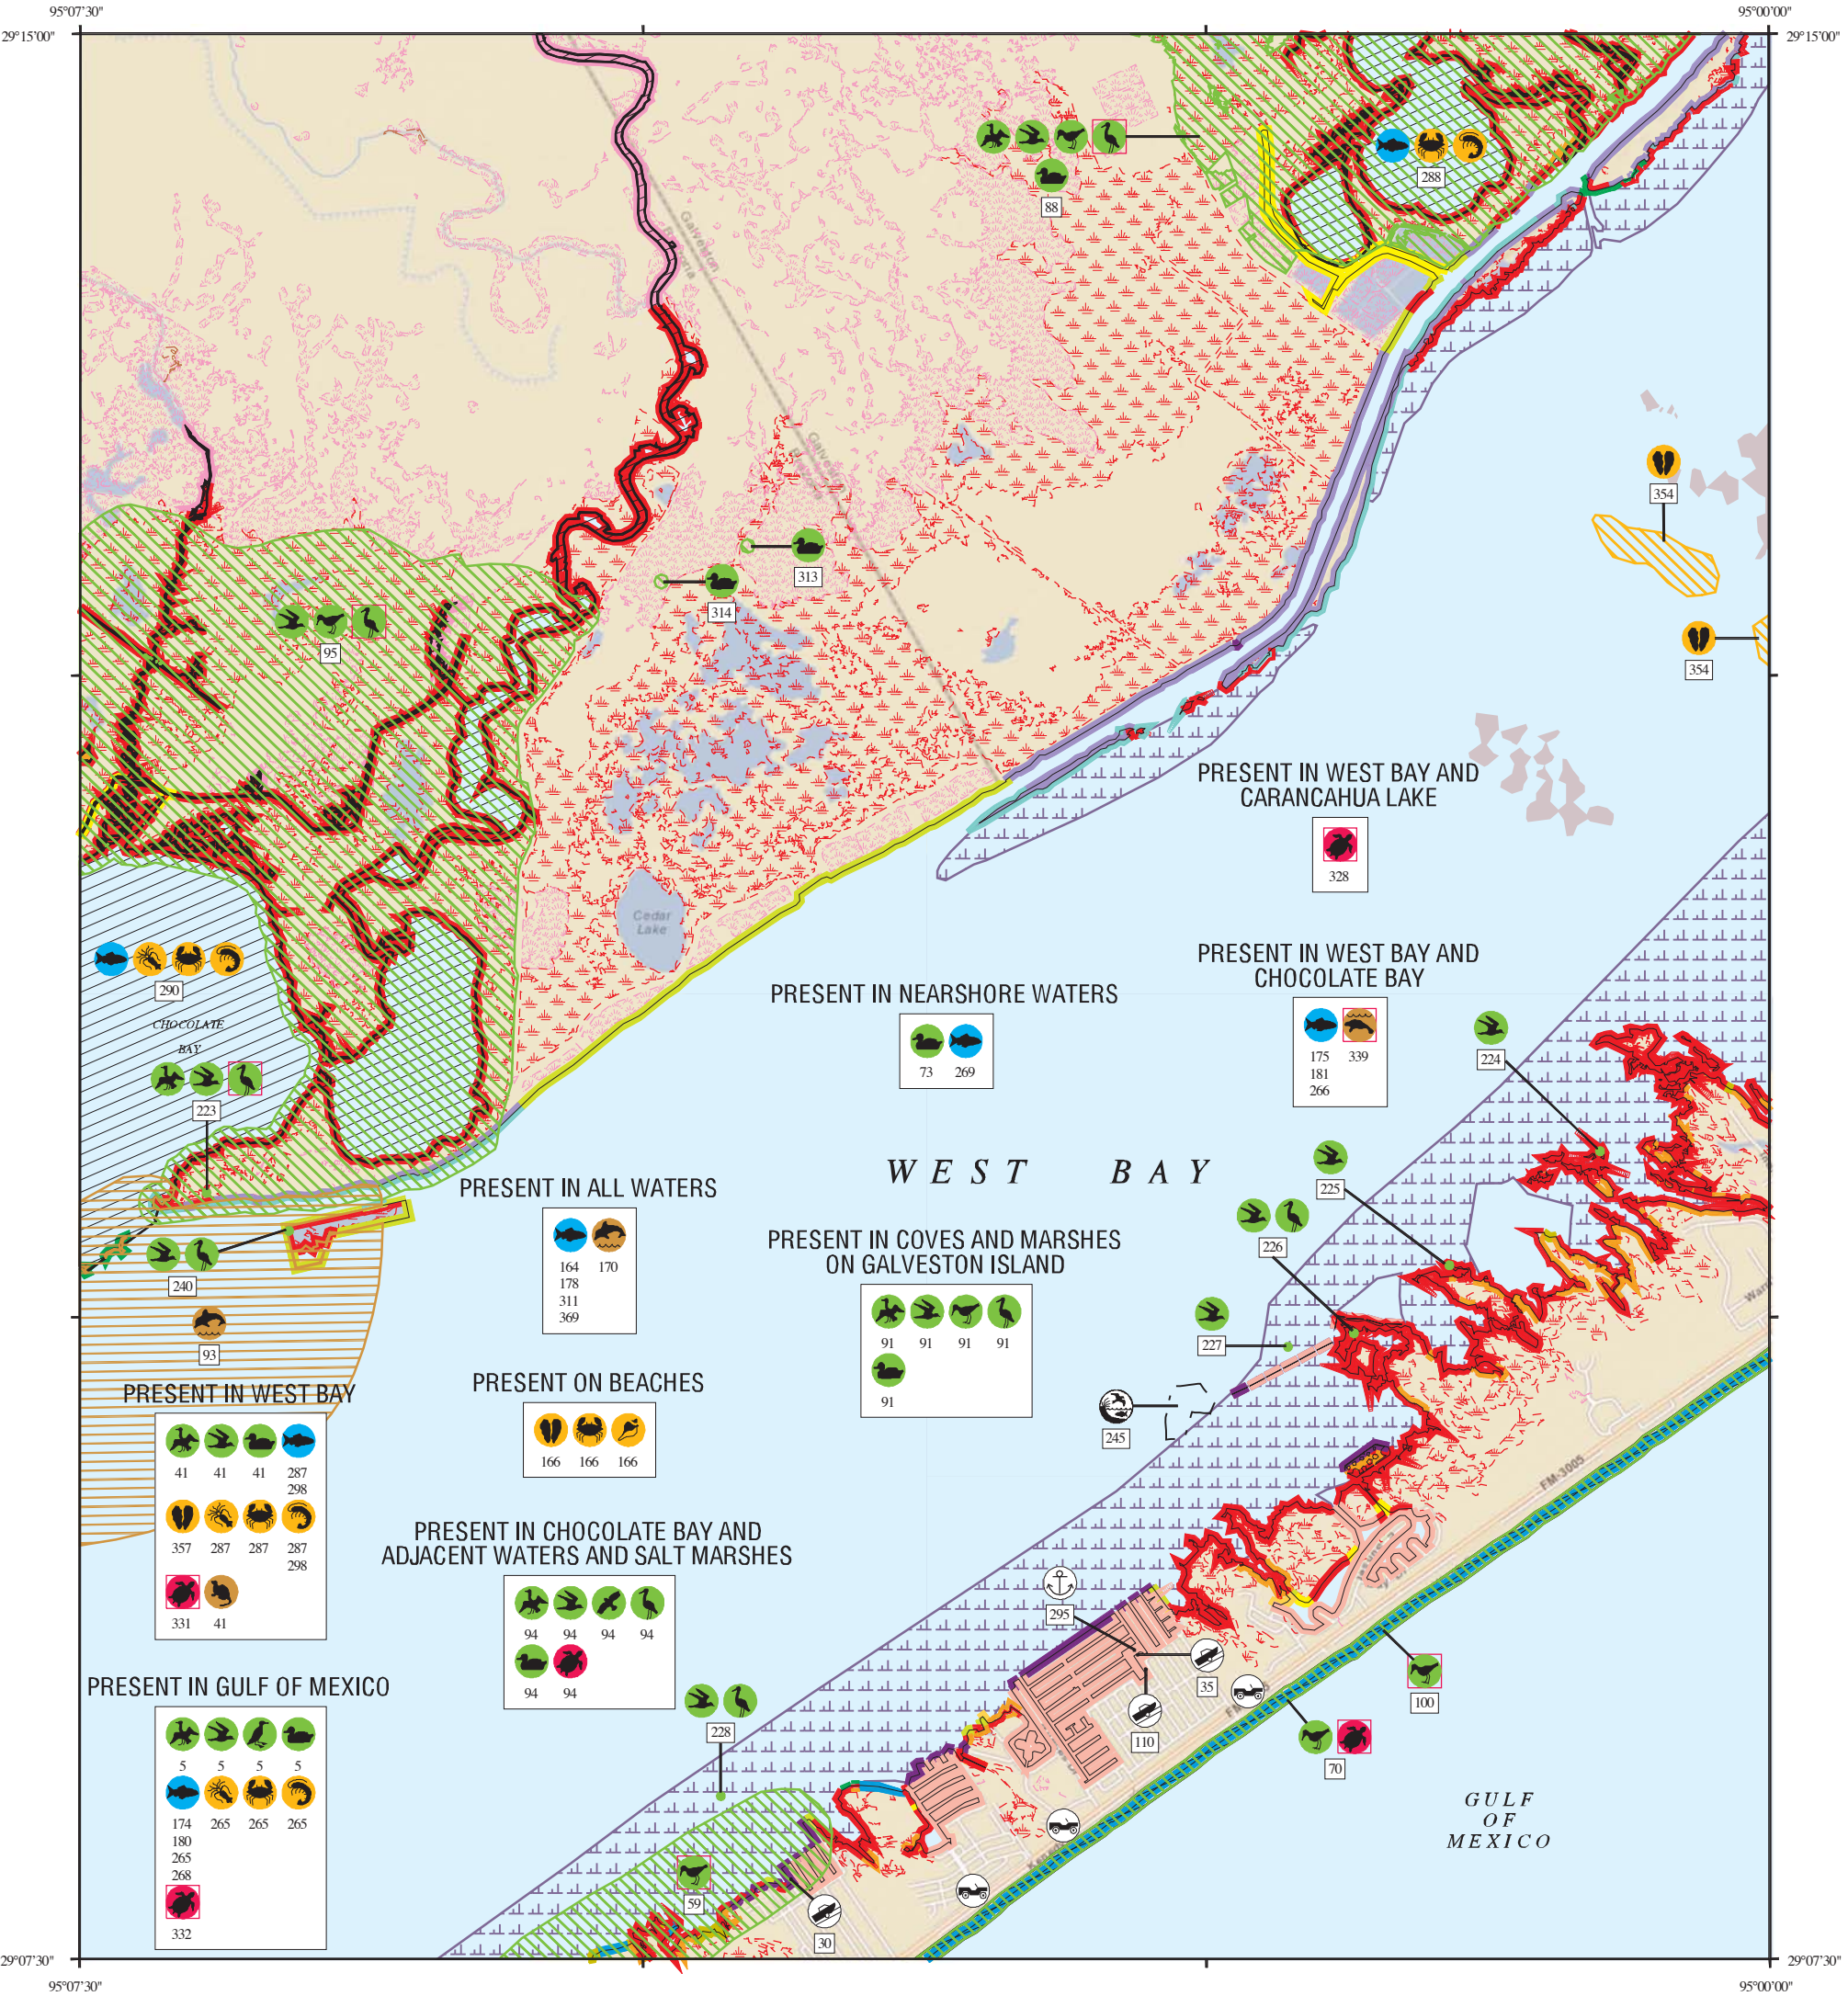 95°07'30"
95°00'00"
29°15'00"
29°15'00"
288
88
Galveston
354
313
314
95
354
PRESENT IN WEST BAY AND
CARANCAHUA LAKE
328
Cedar
Lake
PRESENT IN WEST BAY AND
CHOCOLATE BAY
175
181
266
339
290
CHOCOLATE
BAY
PRESENT IN NEARSHORE WATERS
73
269
224
223
WEST BAY
PRESENT IN ALL WATERS
164
178
311
369
170
225
226
240
PRESENT IN COVES AND MARSHES
ON GALVESTON ISLAND
91 91 91 91
91
227
93
PRESENT IN WEST BAY
41 41 41 287
298
357 287 287 287
298
331 41
PRESENT ON BEACHES
166 166 166
245
FM-3005
PRESENT IN CHOCOLATE BAY AND
ADJACENT WATERS AND SALT MARSHES
94 94 94 94
94 94
295
35
110
100
70
PRESENT IN GULF OF MEXICO
5 5 5 5
174 265 265 265
180
265
268
332
228
GULF
OF
MEXICO
59
30
29°07'30"
29°07'30"
95°07'30"
95°00'00"